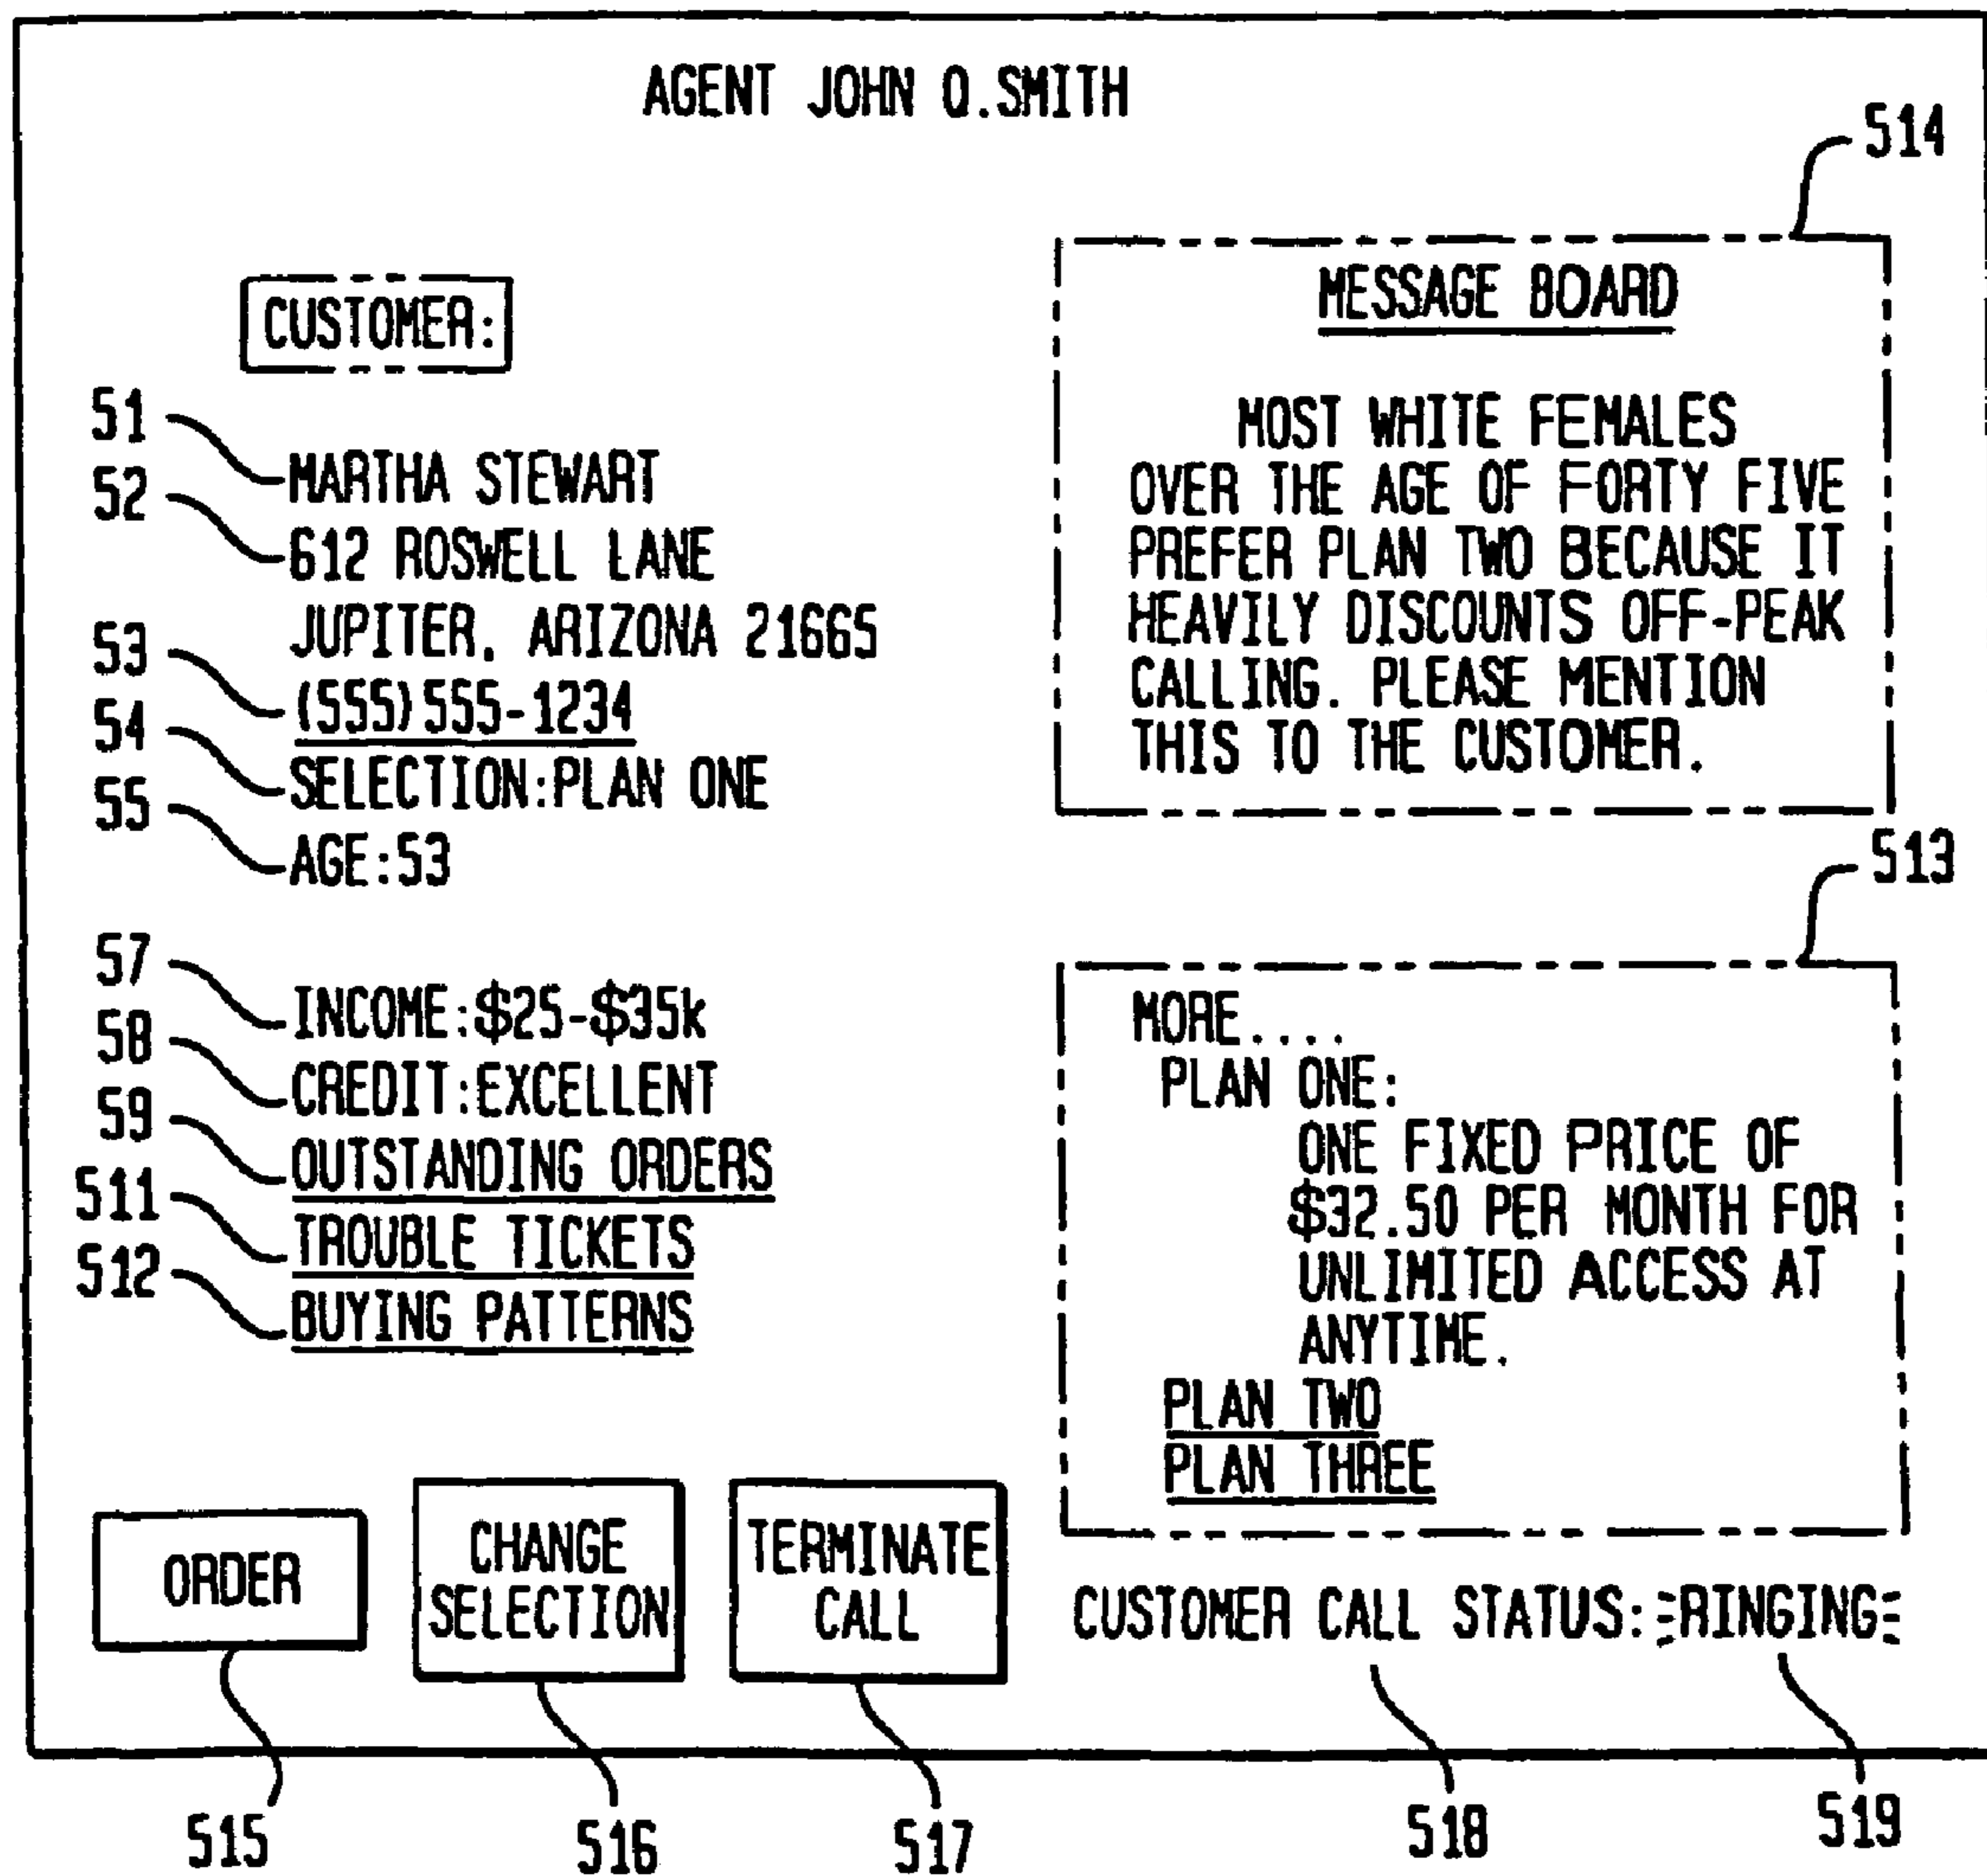 AGENT JOHN Q.SMITH
514
CUSTOMER:
51
MARTHA STEWART
52
612 ROSWELL LANE
JUPITER, ARIZONA 21665
53
(555)555-1234
54
SELECTION:PLAN ONE
55
AGE:53
57
INCOME:$25-$35k
58
CREDIT:EXCELLENT
59
OUTSTANDING ORDERS
511
TROUBLE TICKETS
512
BUYING PATTERNS
MESSAGE BOARD
MOST WHITE FEMALES
OVER THE AGE OF FORTY FIVE
PREFER PLAN TWO BECAUSE IT
HEAVILY DISCOUNTS OFF-PEAK
CALLING. PLEASE MENTION
THIS TO THE CUSTOMER.
513
MORE....
PLAN ONE:
ONE FIXED PRICE OF
$32.50 PER MONTH FOR
UNLIMITED ACCESS AT
ANYTIME.
PLAN TWO
PLAN THREE
ORDER
CHANGE
SELECTION
TERMINATE
CALL
CUSTOMER CALL STATUS: RINGING
515
516
517
518
519